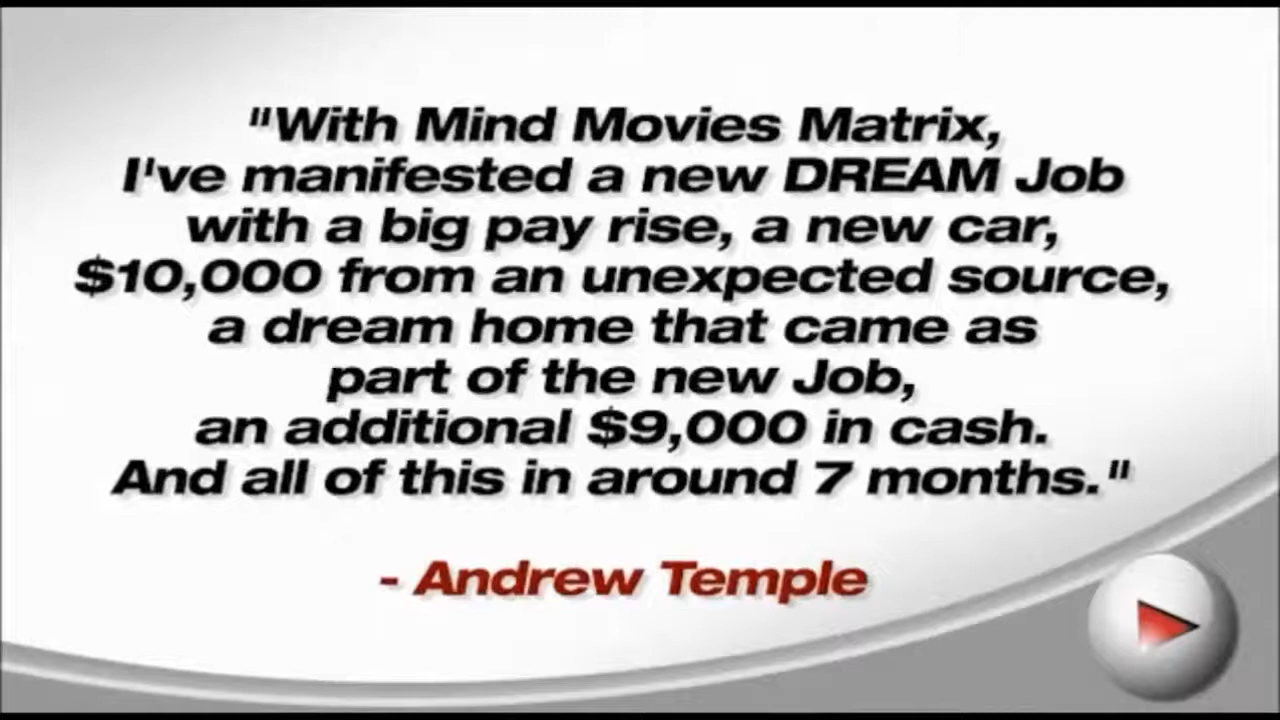 "With Mind Movies Matrix,
I've manifested a new DREAM Job
with a big pay rise, a new car,
$10,000 from an unexpected source,
a dream home that came as
part of the new Job,
an additional $9,000 in cash.
And all of this in around 7 months."
- Andrew Temple